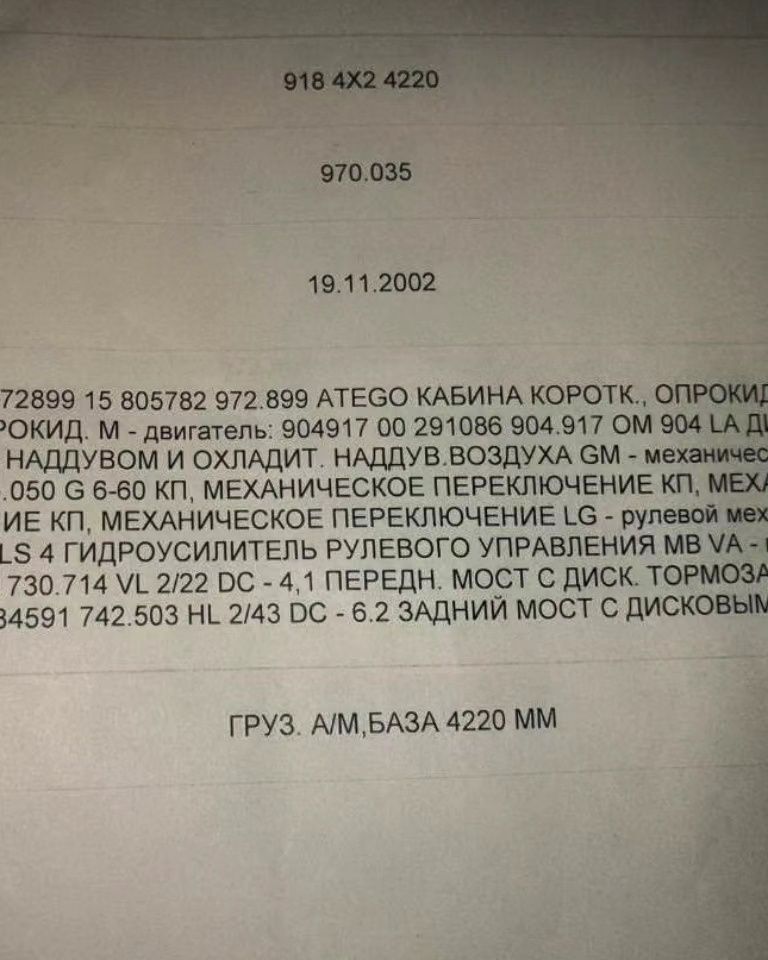 918 4X2 4220
970.035
19.11.2002
72899 15 805782 972.899 ATEGO КАБИНА КОРОТК., ОПРОКИД
РОКИД. М - двигатель: 904917 00 291086 904.917 OM 904 LA ДИ
НАДДУВОМ И ОХЛАДИТ. НАДДУВ.ВОЗДУХА GM - механичес
.050 G 6-60 КП, МЕХАНИЧЕСКОЕ ПЕРЕКЛЮЧЕНИЕ КП, МЕХА
ИЕ КП, МЕХАНИЧЕСКОЕ ПЕРЕКЛЮЧЕНИЕ LG - рулевой мех
LS 4 ГИДРОУСИЛИТЕЛЬ РУЛЕВОГО УПРАВЛЕНИЯ MB VA -
730.714 VL 2/22 DC - 4,1 ПЕРЕДН. МОСТ С ДИСК. ТОРМОЗА
34591 742.503 HL 2/43 DC - 6.2 ЗАДНИЙ МОСТ С ДИСКОВЫМ
ГРУЗ. А/М,БАЗА 4220 ММ